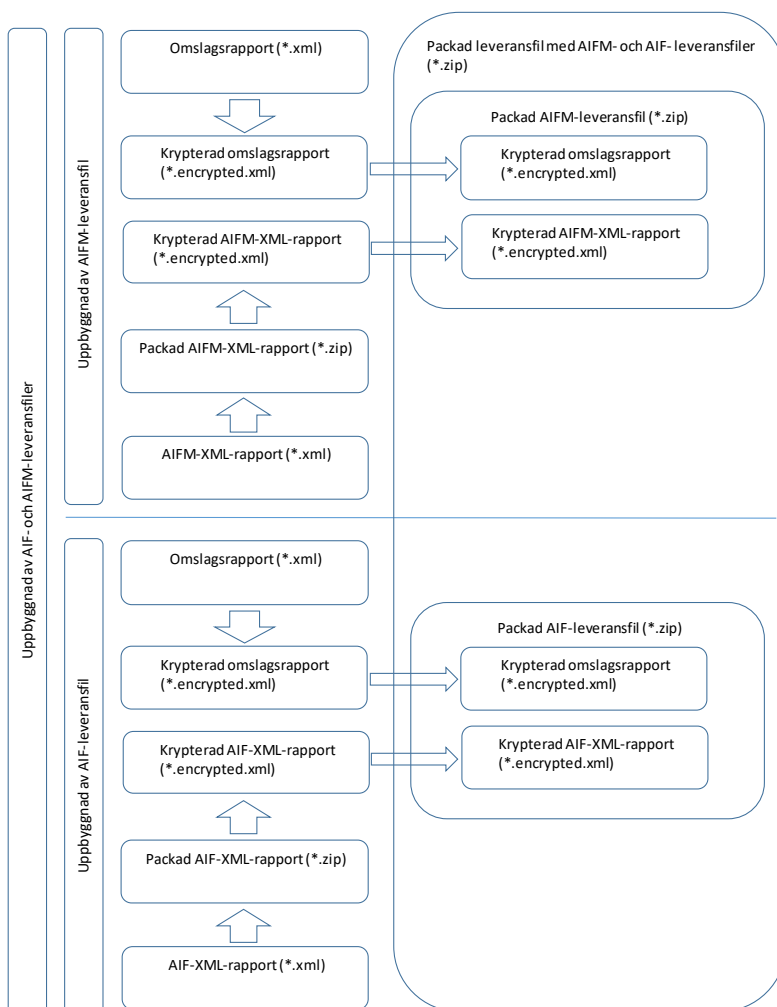 Uppbyggnad av AIF- och AIFM-leveransfiler
Uppbyggnad av AIFM-leveransfil
Omslagsrapport (*.xml)
Krypterad omslagsrapport
(*.encrypted.xml)
Krypterad AIFM-XML-rapport
(*.encrypted.xml)
Packad AIFM-XML-rapport (*.zip)
AIFM-XML-rapport (*.xml)
Packad leveransfil med AIFM- och AIF- leveransfiler
(*.zip)
Packad AIFM-leveransfil (*.zip)
Krypterad omslagsrapport
(*.encrypted.xml)
Krypterad AIFM-XML-rapport
(*.encrypted.xml)
Uppbyggnad av AIF-leveransfil
Omslagsrapport (*.xml)
Krypterad omslagsrapport
(*.encrypted.xml)
Krypterad AIF-XML-rapport
(*.encrypted.xml)
Packad AIF-XML-rapport (*.zip)
AIF-XML-rapport (*.xml)
Packad AIF-leveransfil (*.zip)
Krypterad omslagsrapport
(*.encrypted.xml)
Krypterad AIF-XML-rapport
(*.encrypted.xml)